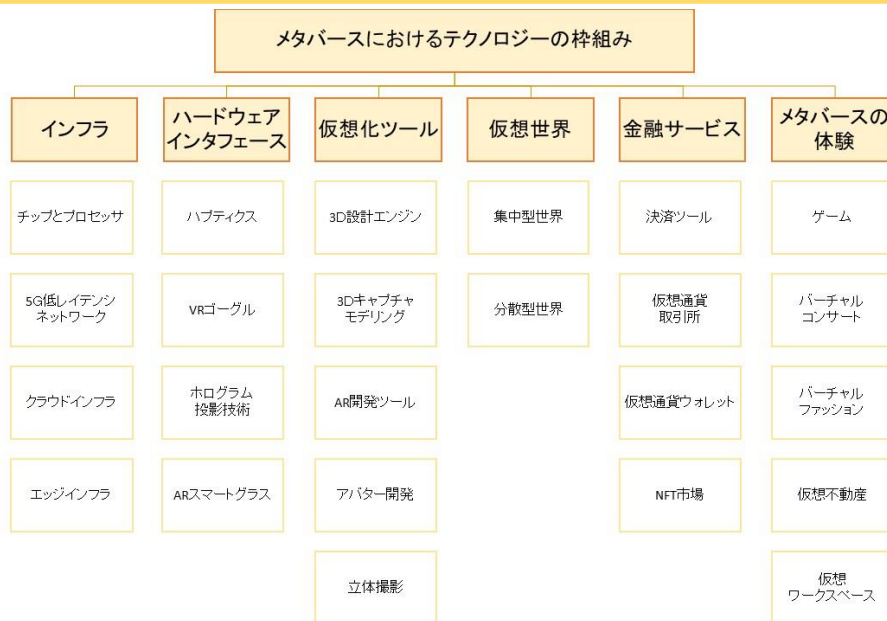 メタバースにおけるテクノロジーの枠組み
インフラ
チップとプロセッサ
5G低レイテンシ
ネットワーク
クラウドインフラ
エッジインフラ
ハードウェア
インタフェース
ハプティクス
VRゴーグル
ホログラム
投影技術
ARスマートグラス
仮想化ツール
3D設計エンジン
3Dキャプチャ
モデリング
AR開発ツール
アバター開発
立体撮影
仮想世界
集中型世界
分散型世界
金融サービス
決済ツール
仮想通貨
取引所
仮想通貨ウォレット
NFT市場
メタバースの
体験
ゲーム
バーチャル
コンサート
バーチャル
ファッション
仮想不動産
仮想
ワークスペース